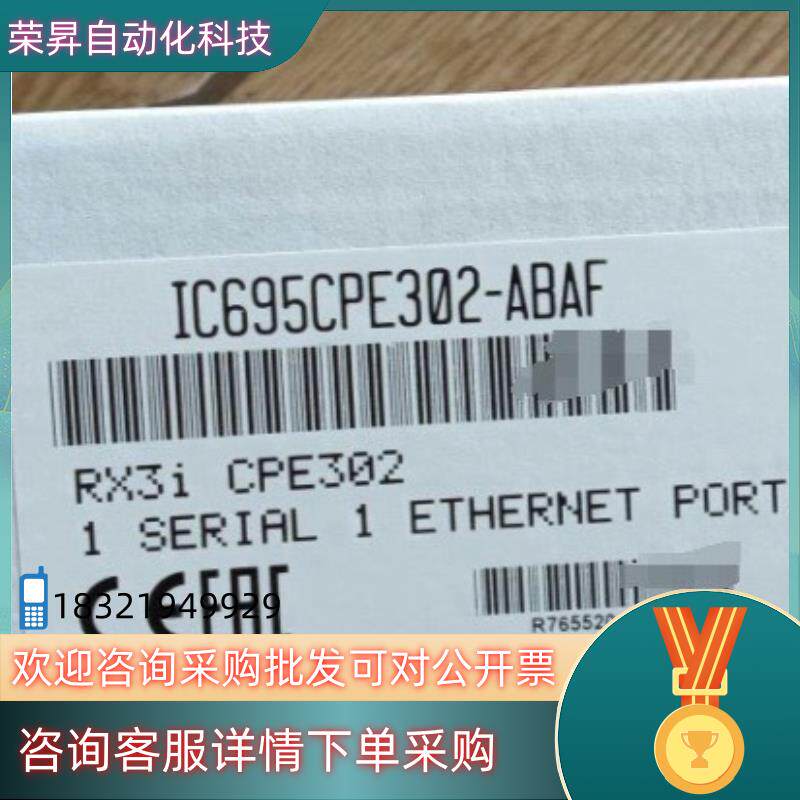 荣昇自动化科技
IC695CPE302-ABAF
RX3i CPE302
1 SERIAL 1 ETHERNET PORT
CE EAC
18321949929
R765520
欢迎咨询采购批发可对公开票
咨询客服详情下单采购